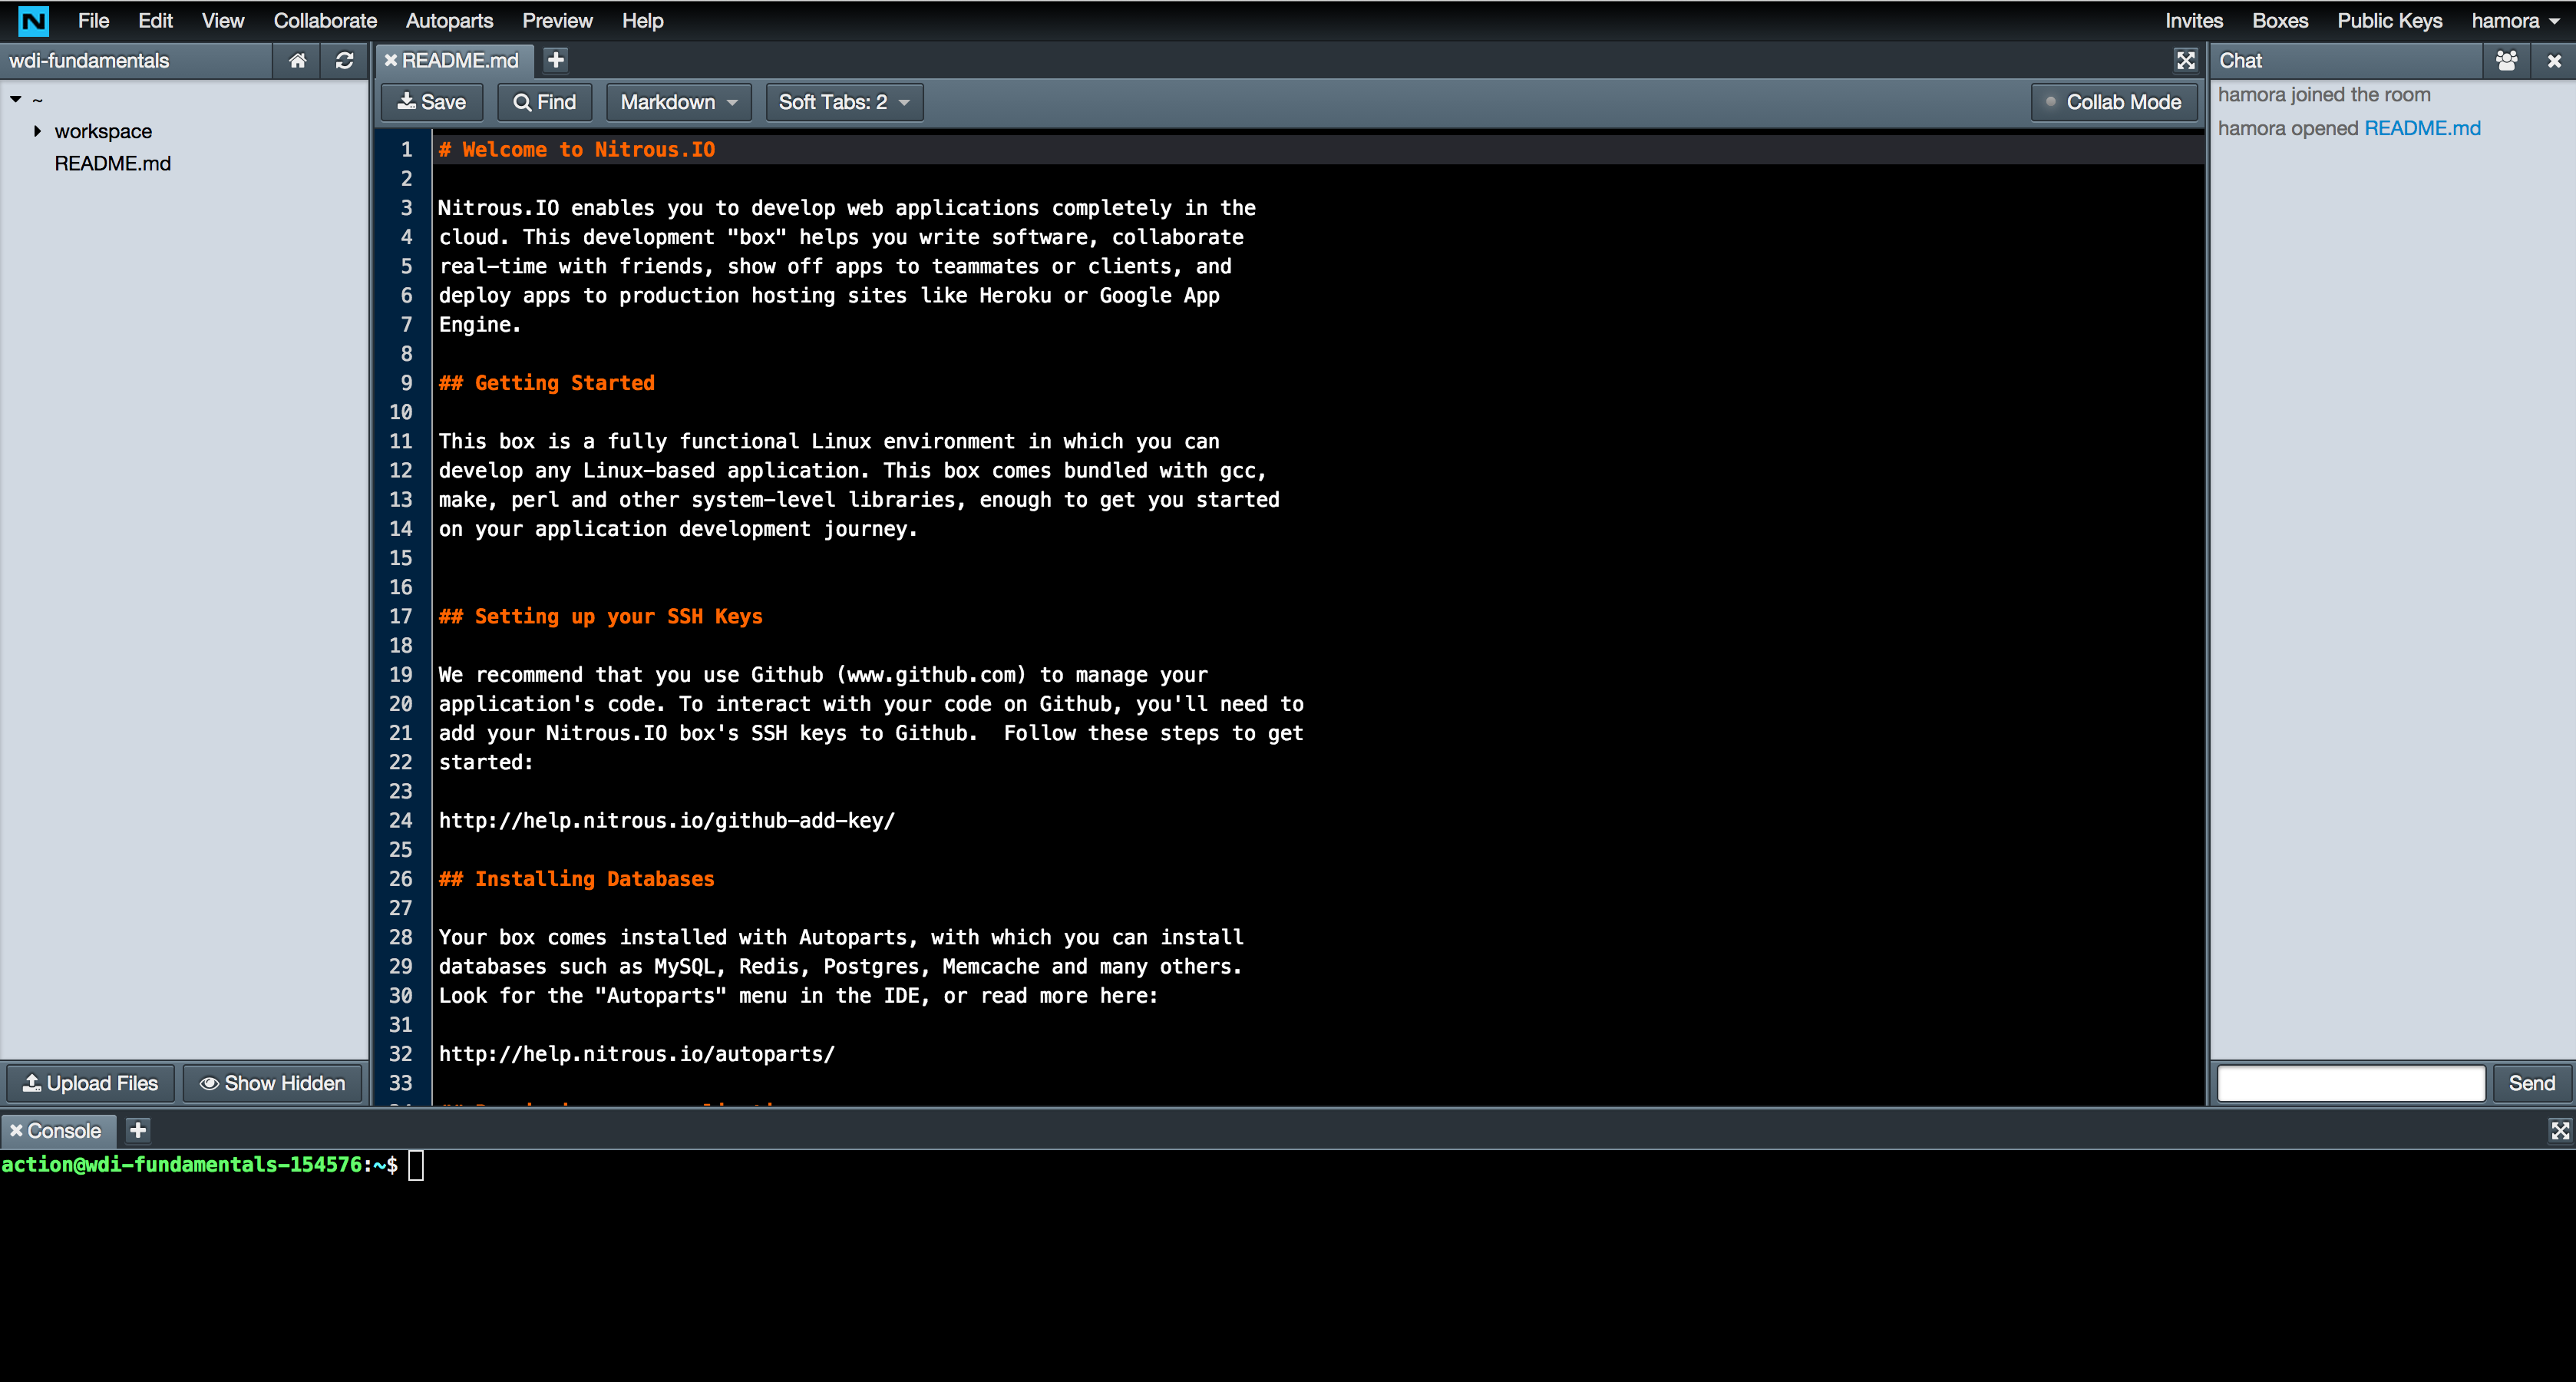 N File Edit View Collaborate Autoparts Preview Help Invites Boxes Public Keys hamora
wdi-fundamentals
~
workspace
README.md
Upload Files Show Hidden
README.md
Save Find Markdown Soft Tabs: 2 Collab Mode
1 # Welcome to Nitrous.IO
2
3 Nitrous.IO enables you to develop web applications completely in the
4 cloud. This development "box" helps you write software, collaborate
5 real-time with friends, show off apps to teammates or clients, and
6 deploy apps to production hosting sites like Heroku or Google App
7 Engine.
8
9 ## Getting Started
10
11 This box is a fully functional Linux environment in which you can
12 develop any Linux-based application. This box comes bundled with gcc,
13 make, perl and other system-level libraries, enough to get you started
14 on your application development journey.
15
16
17 ## Setting up your SSH Keys
18
19 We recommend that you use Github (www.github.com) to manage your
20 application's code. To interact with your code on Github, you'll need to
21 add your Nitrous.IO box's SSH keys to Github.  Follow these steps to get
22 started:
23
24 http://help.nitrous.io/github-add-key/
25
26 ## Installing Databases
27
28 Your box comes installed with Autoparts, with which you can install
29 databases such as MySQL, Redis, Postgres, Memcache and many others.
30 Look for the "Autoparts" menu in the IDE, or read more here:
31
32 http://help.nitrous.io/autoparts/
33
Chat
hamora joined the room
hamora opened README.md
Send
Console
action@wdi-fundamentals-154576:~$